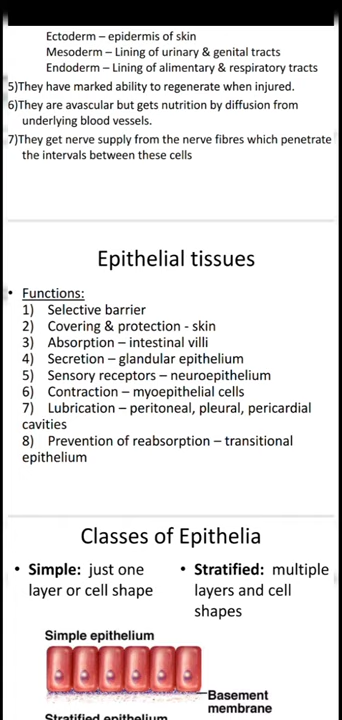 Ectoderm – epidermis of skin
Mesoderm – Lining of urinary & genital tracts
Endoderm – Lining of alimentary & respiratory tracts
5)They have marked ability to regenerate when injured.
6)They are avascular but gets nutrition by diffusion from
underlying blood vessels.
7)They get nerve supply from the nerve fibres which penetrate
the intervals between these cells
Epithelial tissues
• Functions:
1) Selective barrier
2) Covering & protection - skin
3) Absorption – intestinal villi
4) Secretion – glandular epithelium
5) Sensory receptors – neuroepithelium
6) Contraction – myoepithelial cells
7) Lubrication – peritoneal, pleural, pericardial
cavities
8) Prevention of reabsorption – transitional
epithelium
Classes of Epithelia
• Simple: just one
layer or cell shape
• Stratified: multiple
layers and cell
shapes
Simple epithelium
Basement
membrane
Stratified epithelium